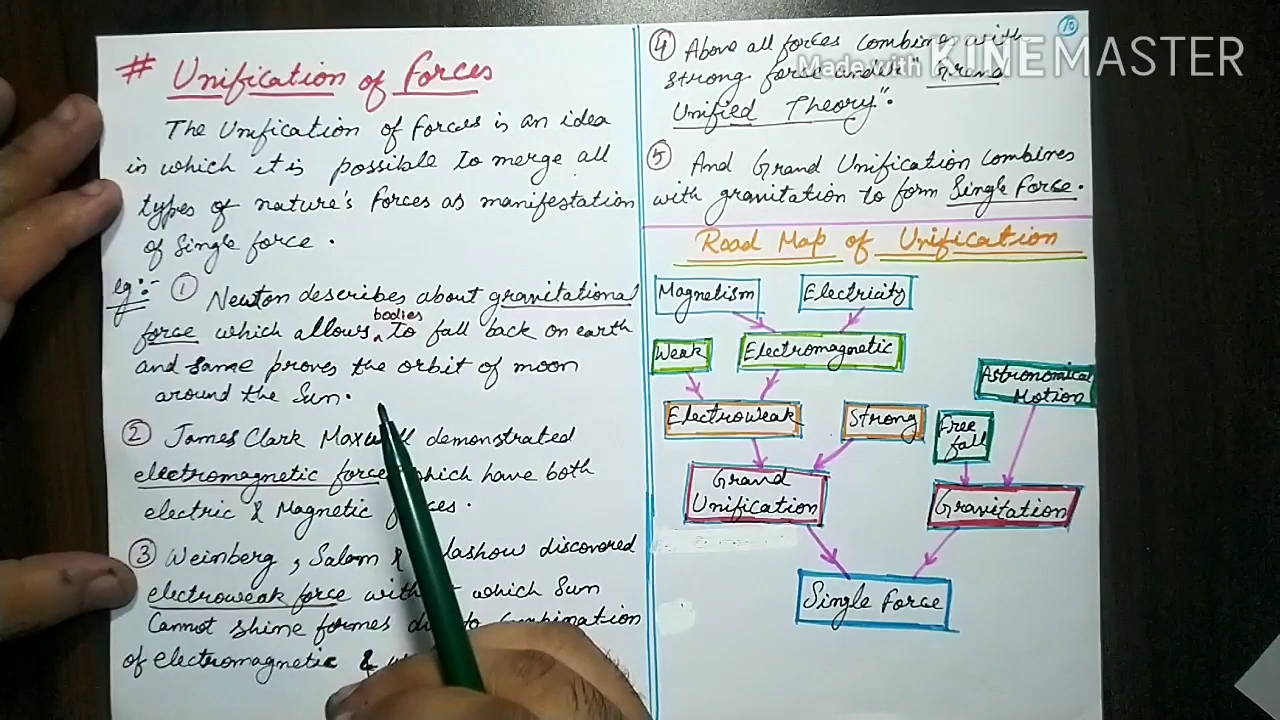 # Unification of forces
The Unification of forces is an idea
in which it is possible to merge all
types of nature's forces as manifestation
of single force.
eg:- ① Newton describes about gravitational
bodies
force which allows ^ to fall back on earth
and same proves the orbit of moon
around the Sun.
② James Clark Maxwell demonstrated
electromagnetic force which have both
electric & Magnetic forces.
③ Weinberg, Salam & discovered
electroweak force which Sun
Cannot shine formes to Combination
of electromagnetic &
10
④ Above all forces combine with
strong force
Unified Theory".
⑤ And Grand Unification combines
with gravitation to form Single force.
Road Map of Unification
Magnetism
Electricity
Weak
Electromagnetic
Astronomical
Motion
Electroweak
Strong
Free
fall
Grand
Unification
Gravitation
Single force
Made with KINEMASTER